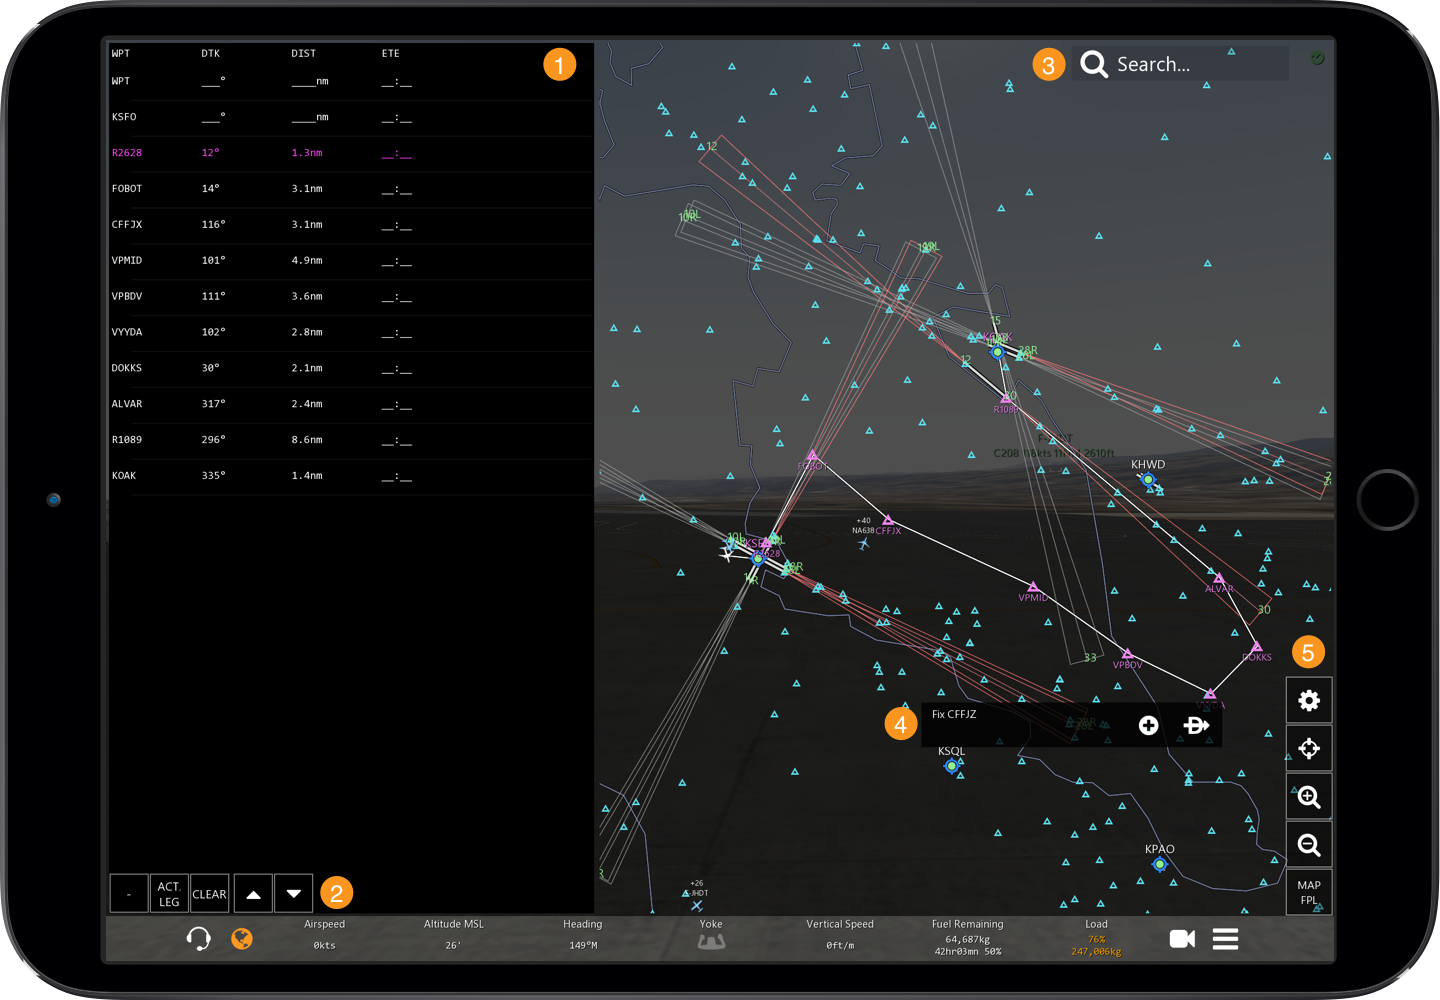 WPT DTK DIST ETE
WPT ___° ____nm __:__
KSFO ___° ____nm __:__
R2628 12° 1.3nm __:__
FOBOT 14° 3.1nm __:__
CFFJX 116° 3.1nm __:__
VPMID 101° 4.9nm __:__
VPBDV 111° 3.6nm __:__
VYYDA 102° 2.8nm __:__
DOKKS 30° 2.1nm __:__
ALVAR 317° 2.4nm __:__
R1089 296° 8.6nm __:__
KOAK 335° 1.4nm __:__
1
3
Search...
12
15
28R
12
R1089
C208
2610ft
KHWD
FOBOT
+40
NA638
CFFJX
VPMID
ALVAR
30
33
VPBDV
DOKKS
5
4
Fix CFFJZ
KSQL
KPAO
+26
MAP
FPL
-
ACT.
LEG
CLEAR
2
Airspeed
0kts
Altitude MSL
26'
Heading
149°M
Yoke
Vertical Speed
0ft/m
Fuel Remaining
64,687kg
42hr03mn 50%
Load
76%
247,006kg